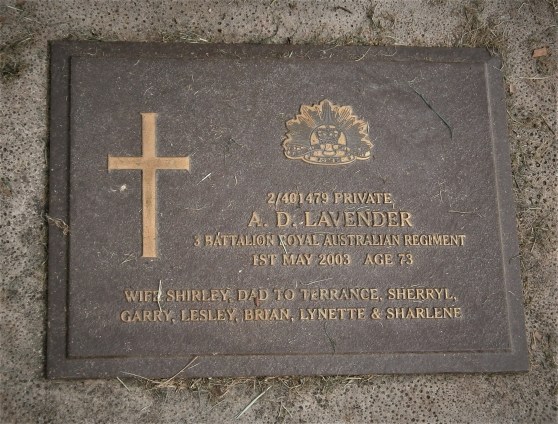 2/401479 PRIVATE
A. D. LAVENDER
3 BATTALION ROYAL AUSTRALIAN REGIMENT
1ST MAY 2003 AGE 73
WIFE SHIRLEY, DAD TO TERRANCE, SHERRYL,
GARRY, LESLEY, BRIAN, LYNETTE & SHARLENE